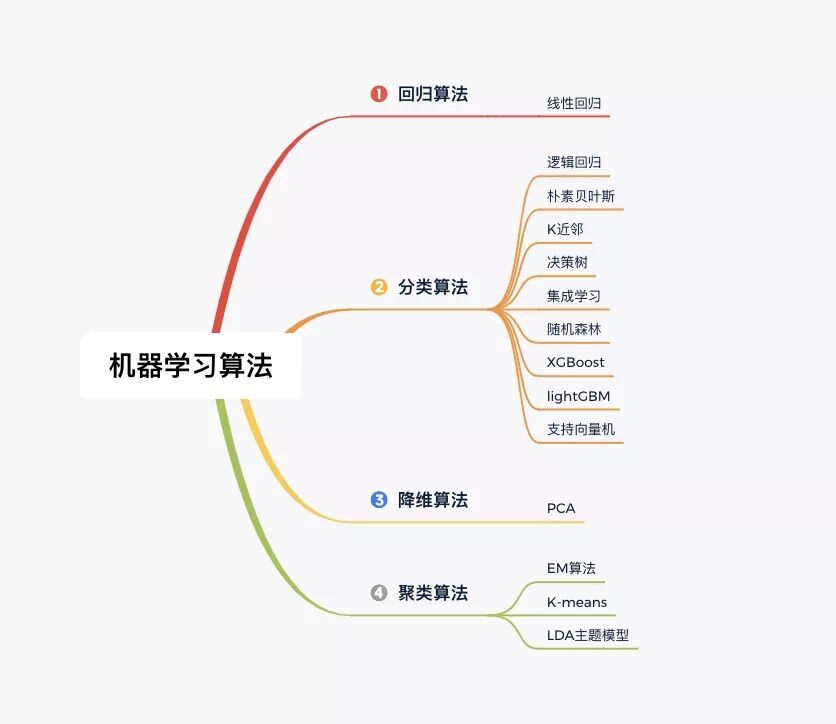 机器学习算法
1 回归算法
线性回归
2 分类算法
逻辑回归
朴素贝叶斯
K近邻
决策树
集成学习
随机森林
XGBoost
lightGBM
支持向量机
3 降维算法
PCA
4 聚类算法
EM算法
K-means
LDA主题模型